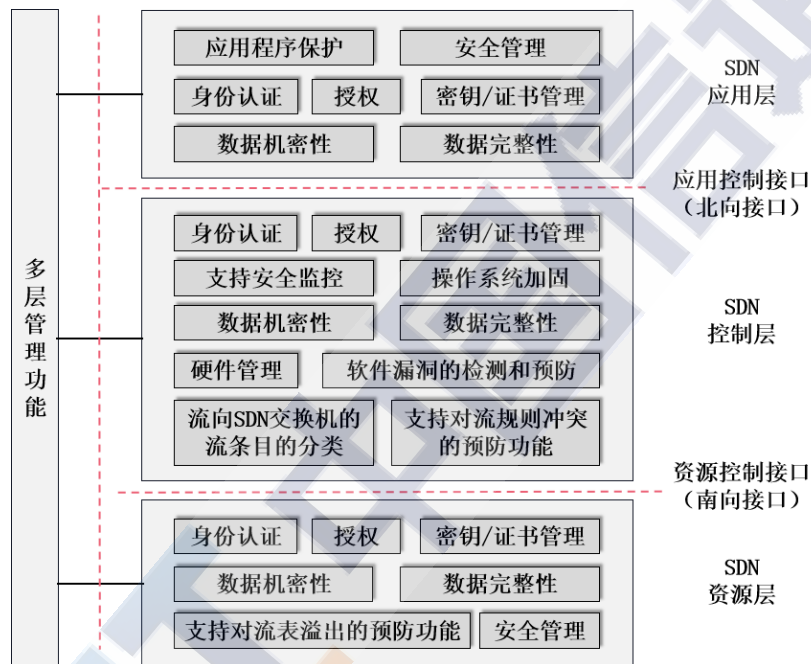 多层管理功能
应用程序保护
安全管理
身份认证
授权
密钥/证书管理
数据机密性
数据完整性
SDN
应用层
应用控制接口
（北向接口）
身份认证
授权
密钥/证书管理
支持安全监控
操作系统加固
数据机密性
数据完整性
硬件管理
软件漏洞的检测和预防
流向SDN交换机的
流条目的分类
支持对流规则冲突
的预防功能
SDN
控制层
资源控制接口
（南向接口）
身份认证
授权
密钥/证书管理
数据机密性
数据完整性
支持对流表溢出的预防功能
安全管理
SDN
资源层